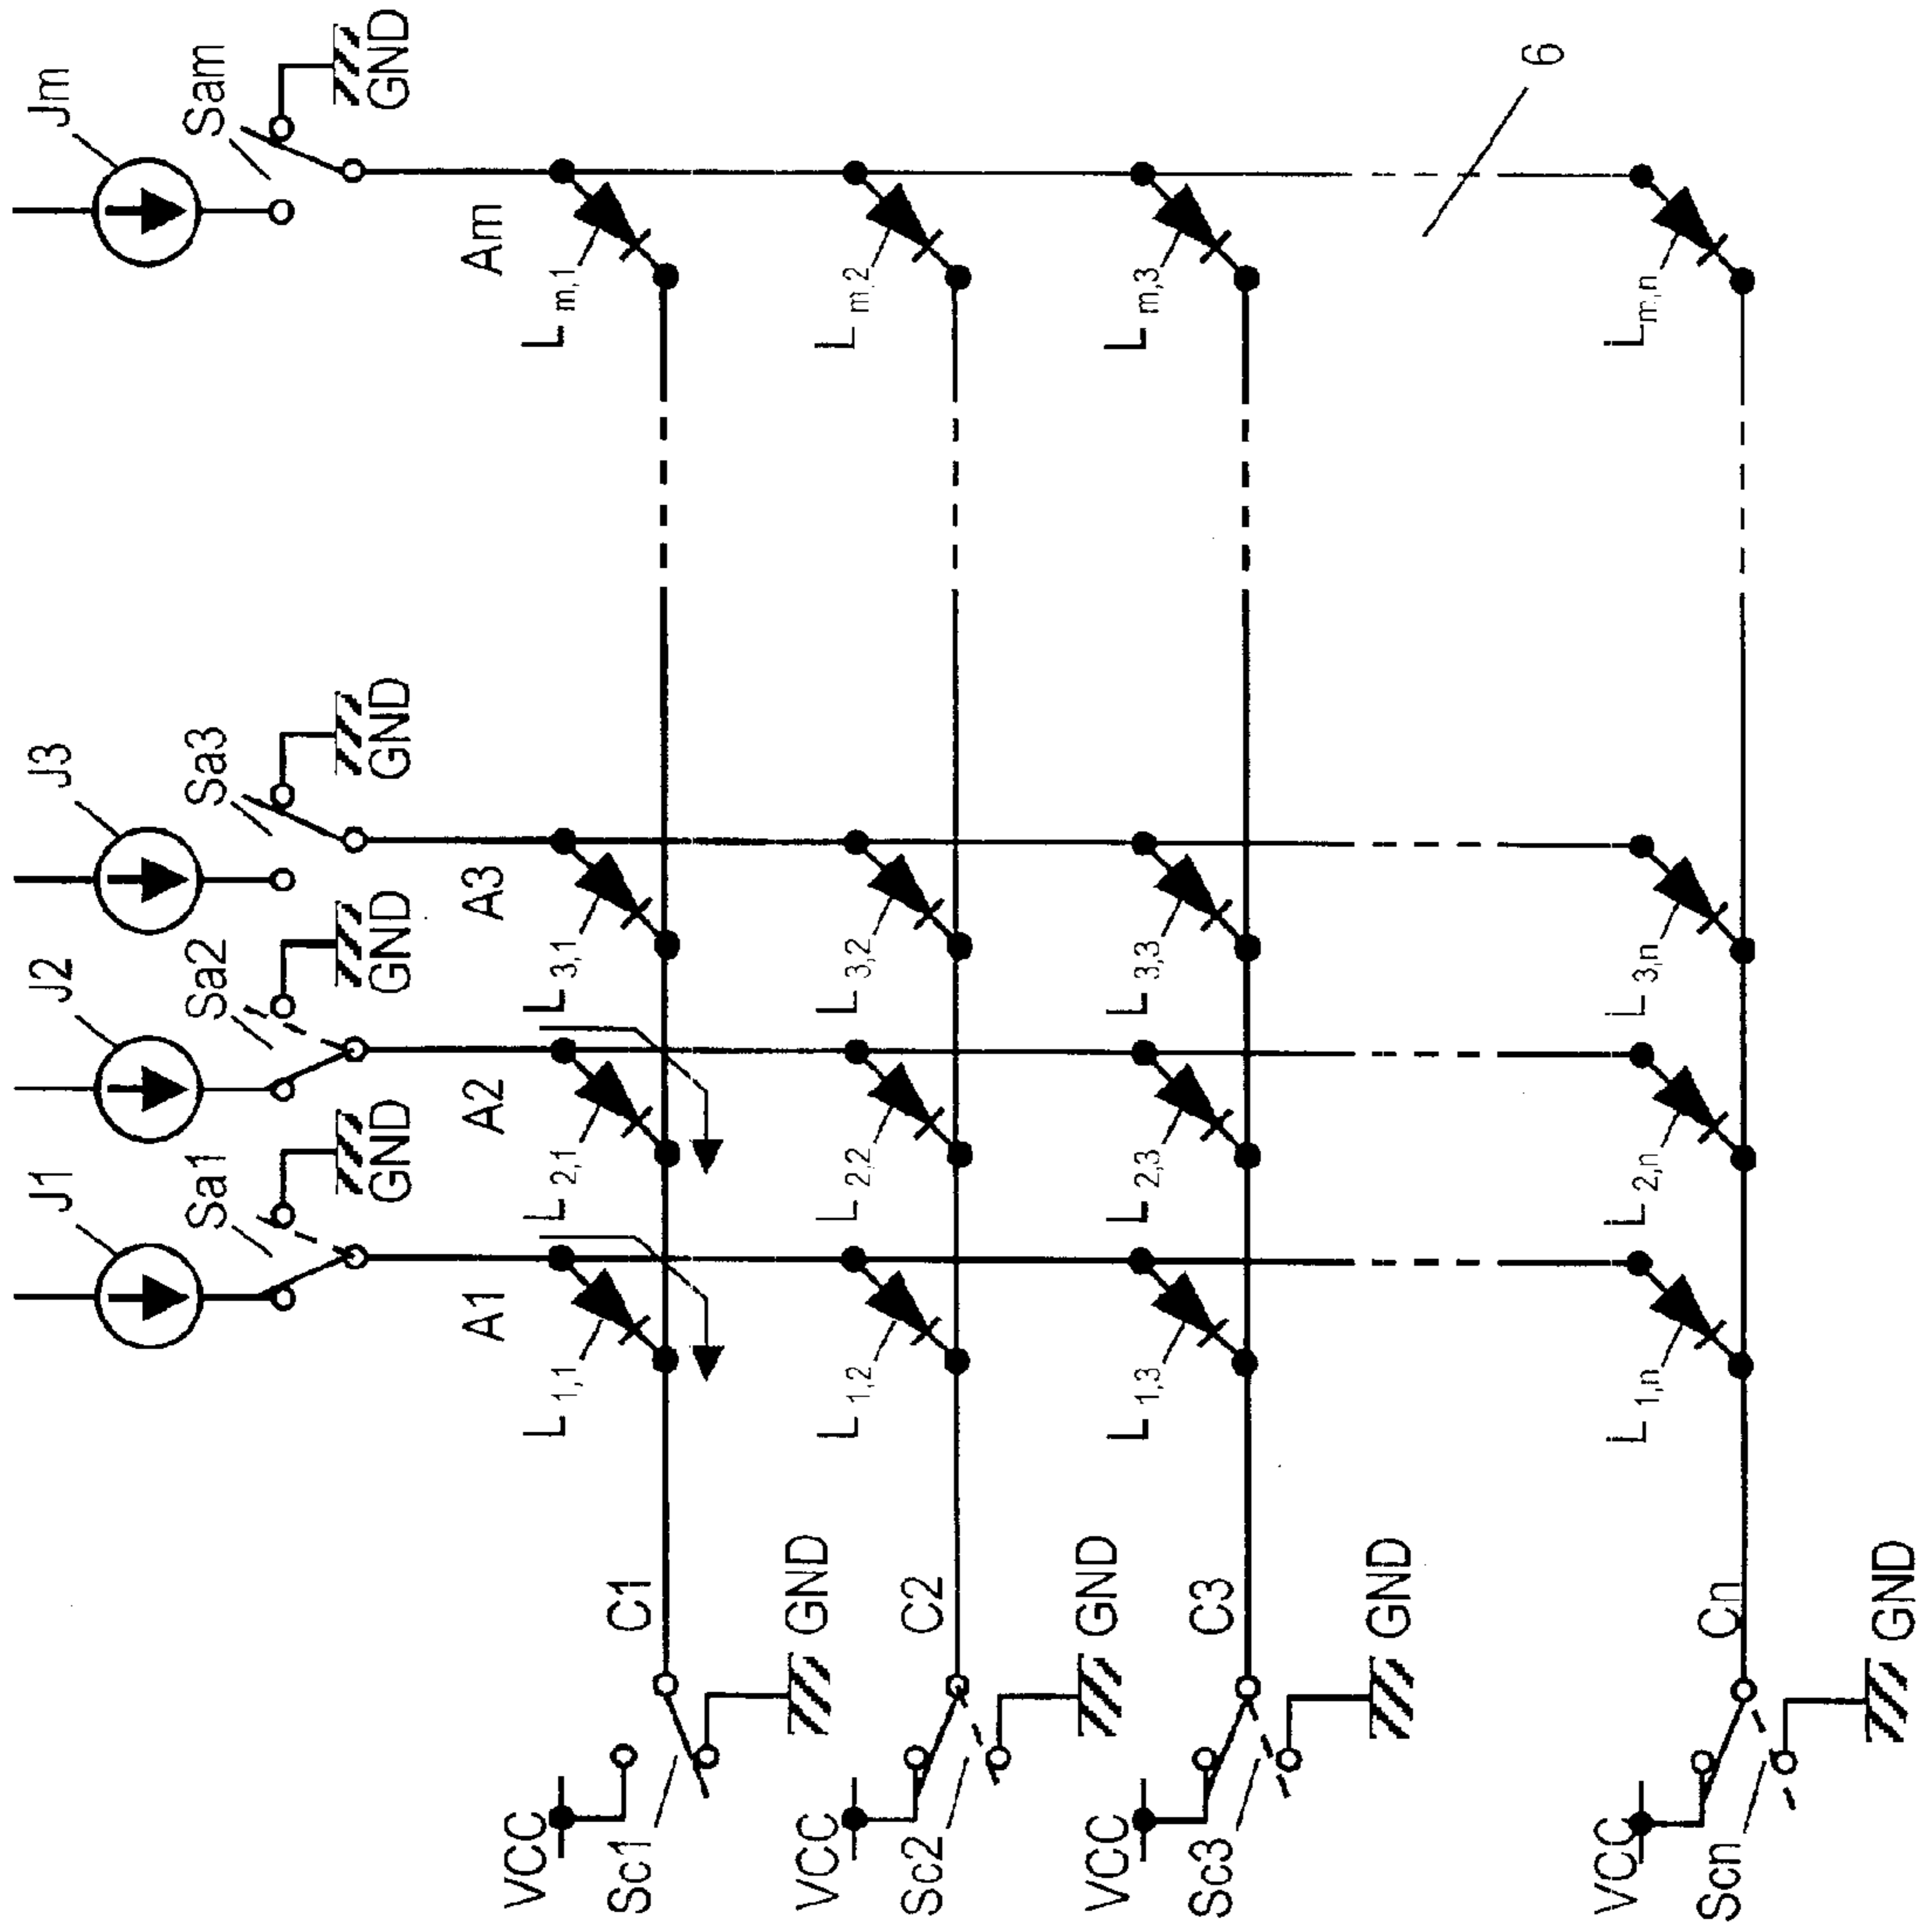 J1
J2
J3
Jm
Sa1
Sa2
Sa3
Sam
GND
GND
GND
GND
A1
A2
A3
Am
VCC
L1,1
L2,1
L3,1
Lm,1
Sc1
C1
GND
VCC
L1,2
L2,2
L3,2
Lm,2
Sc2
C2
GND
VCC
L1,3
L2,3
L3,3
Lm,3
Sc3
C3
GND
6
VCC
L1,n
L2,n
L3,n
Lm,n
Scn
Cn
GND